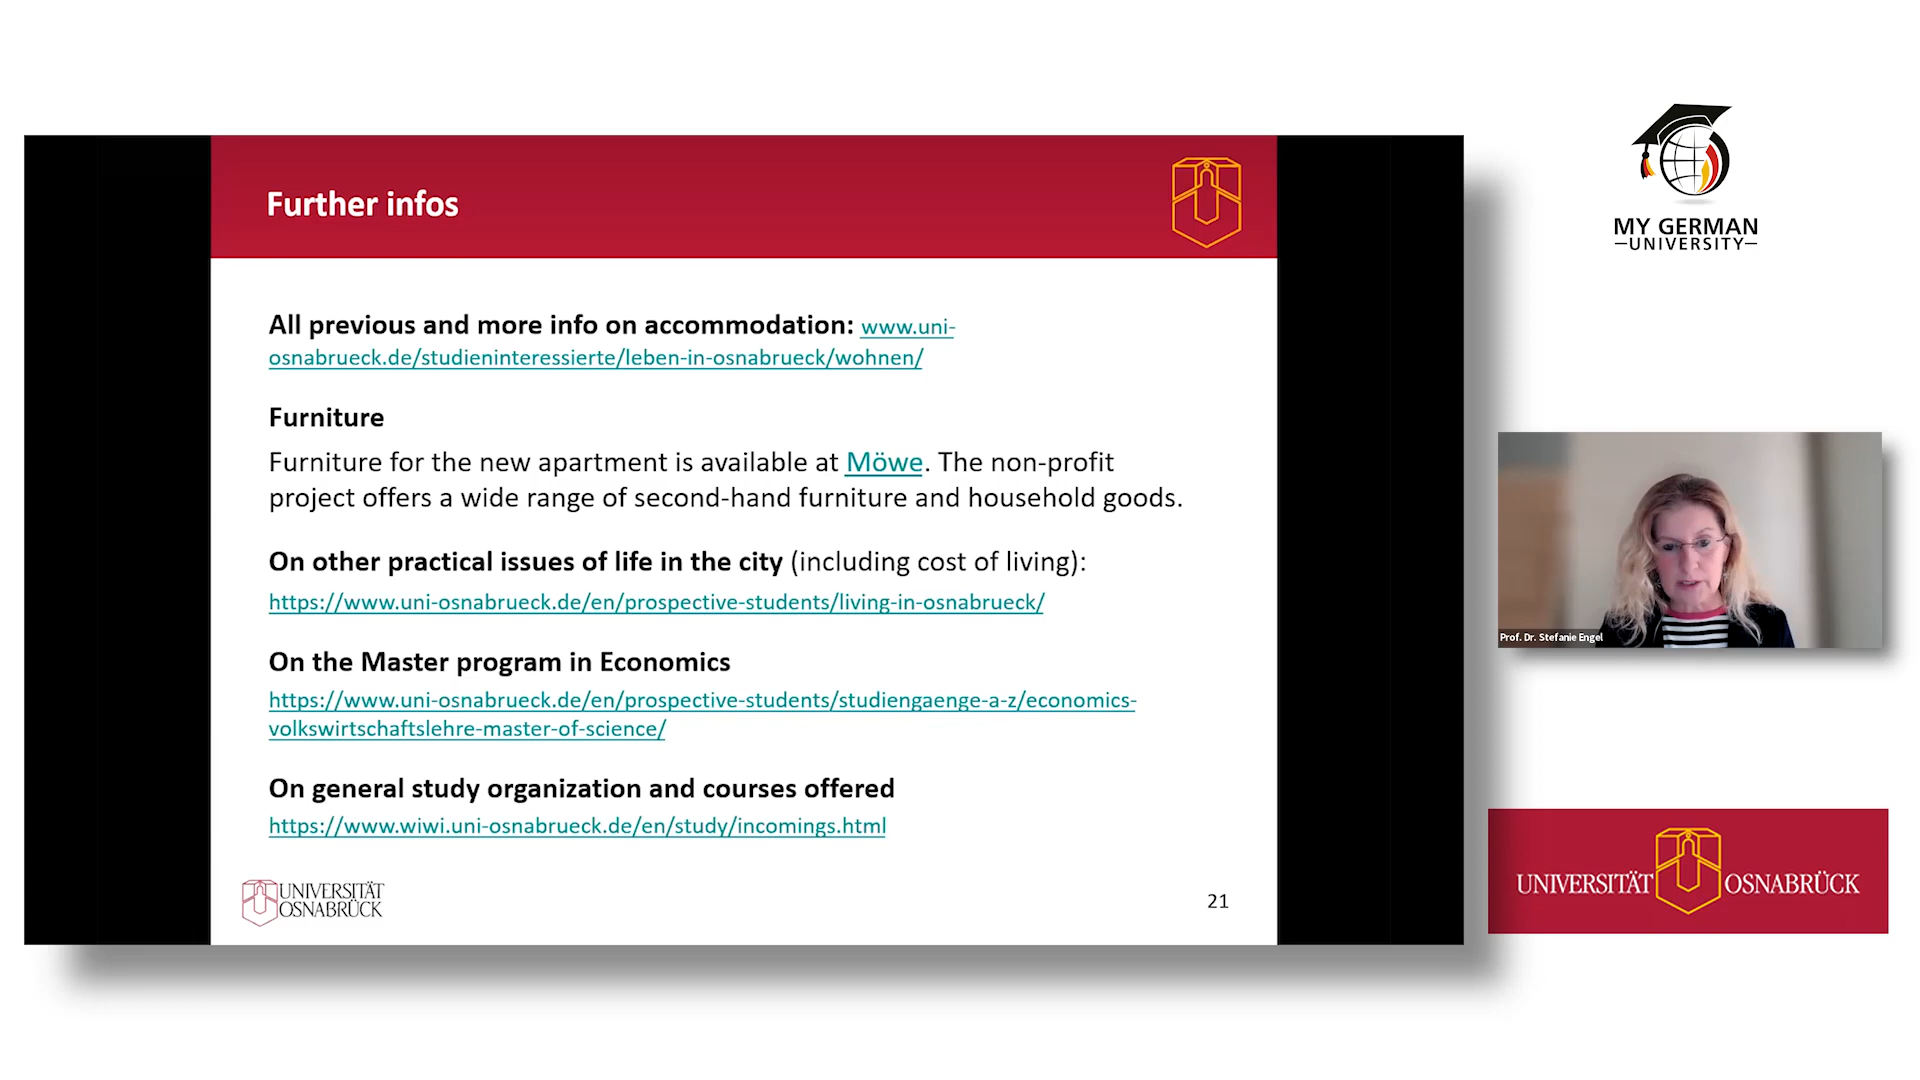 Further infos
All previous and more info on accommodation: www.uni-
osnabrueck.de/studieninteressierte/leben-in-osnabrueck/wohnen/
Furniture
Furniture for the new apartment is available at Möwe. The non-profit
project offers a wide range of second-hand furniture and household goods.
On other practical issues of life in the city (including cost of living):
https://www.uni-osnabrueck.de/en/prospective-students/living-in-osnabrueck/
On the Master program in Economics
https://www.uni-osnabrueck.de/en/prospective-students/studiengaenge-a-z/economics-
volkswirtschaftslehre-master-of-science/
On general study organization and courses offered
https://www.wiwi.uni-osnabrueck.de/en/study/incomings.html
UNIVERSITÄT
OSNABRÜCK
21
MY GERMAN
UNIVERSITY
Prof. Dr. Stefanie Engel
UNIVERSITÄT OSNABRÜCK